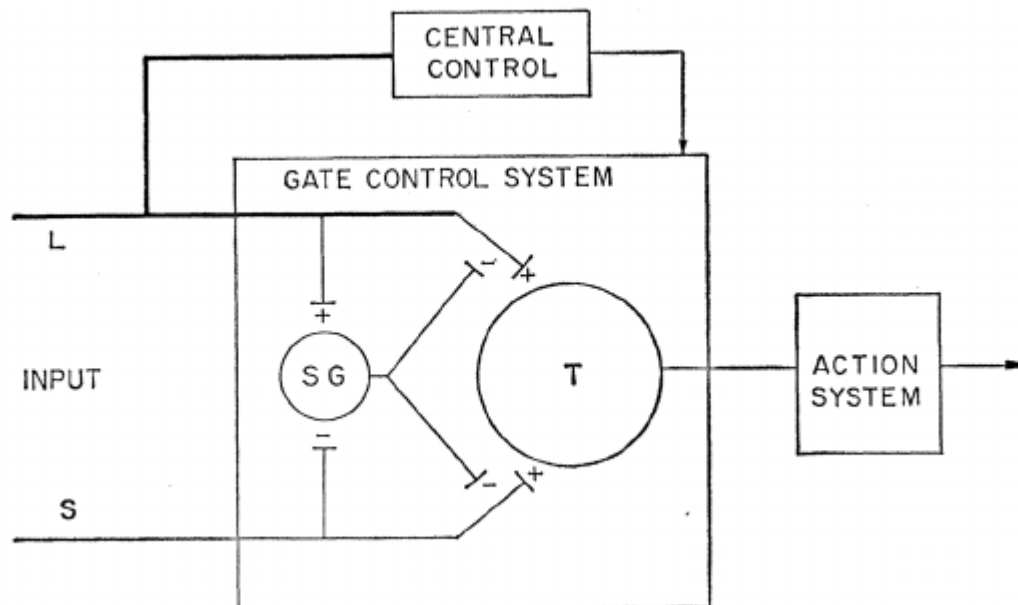 CENTRAL
CONTROL
GATE CONTROL SYSTEM
L
+
- +
INPUT
SG
T
ACTION
SYSTEM
-
- +
S